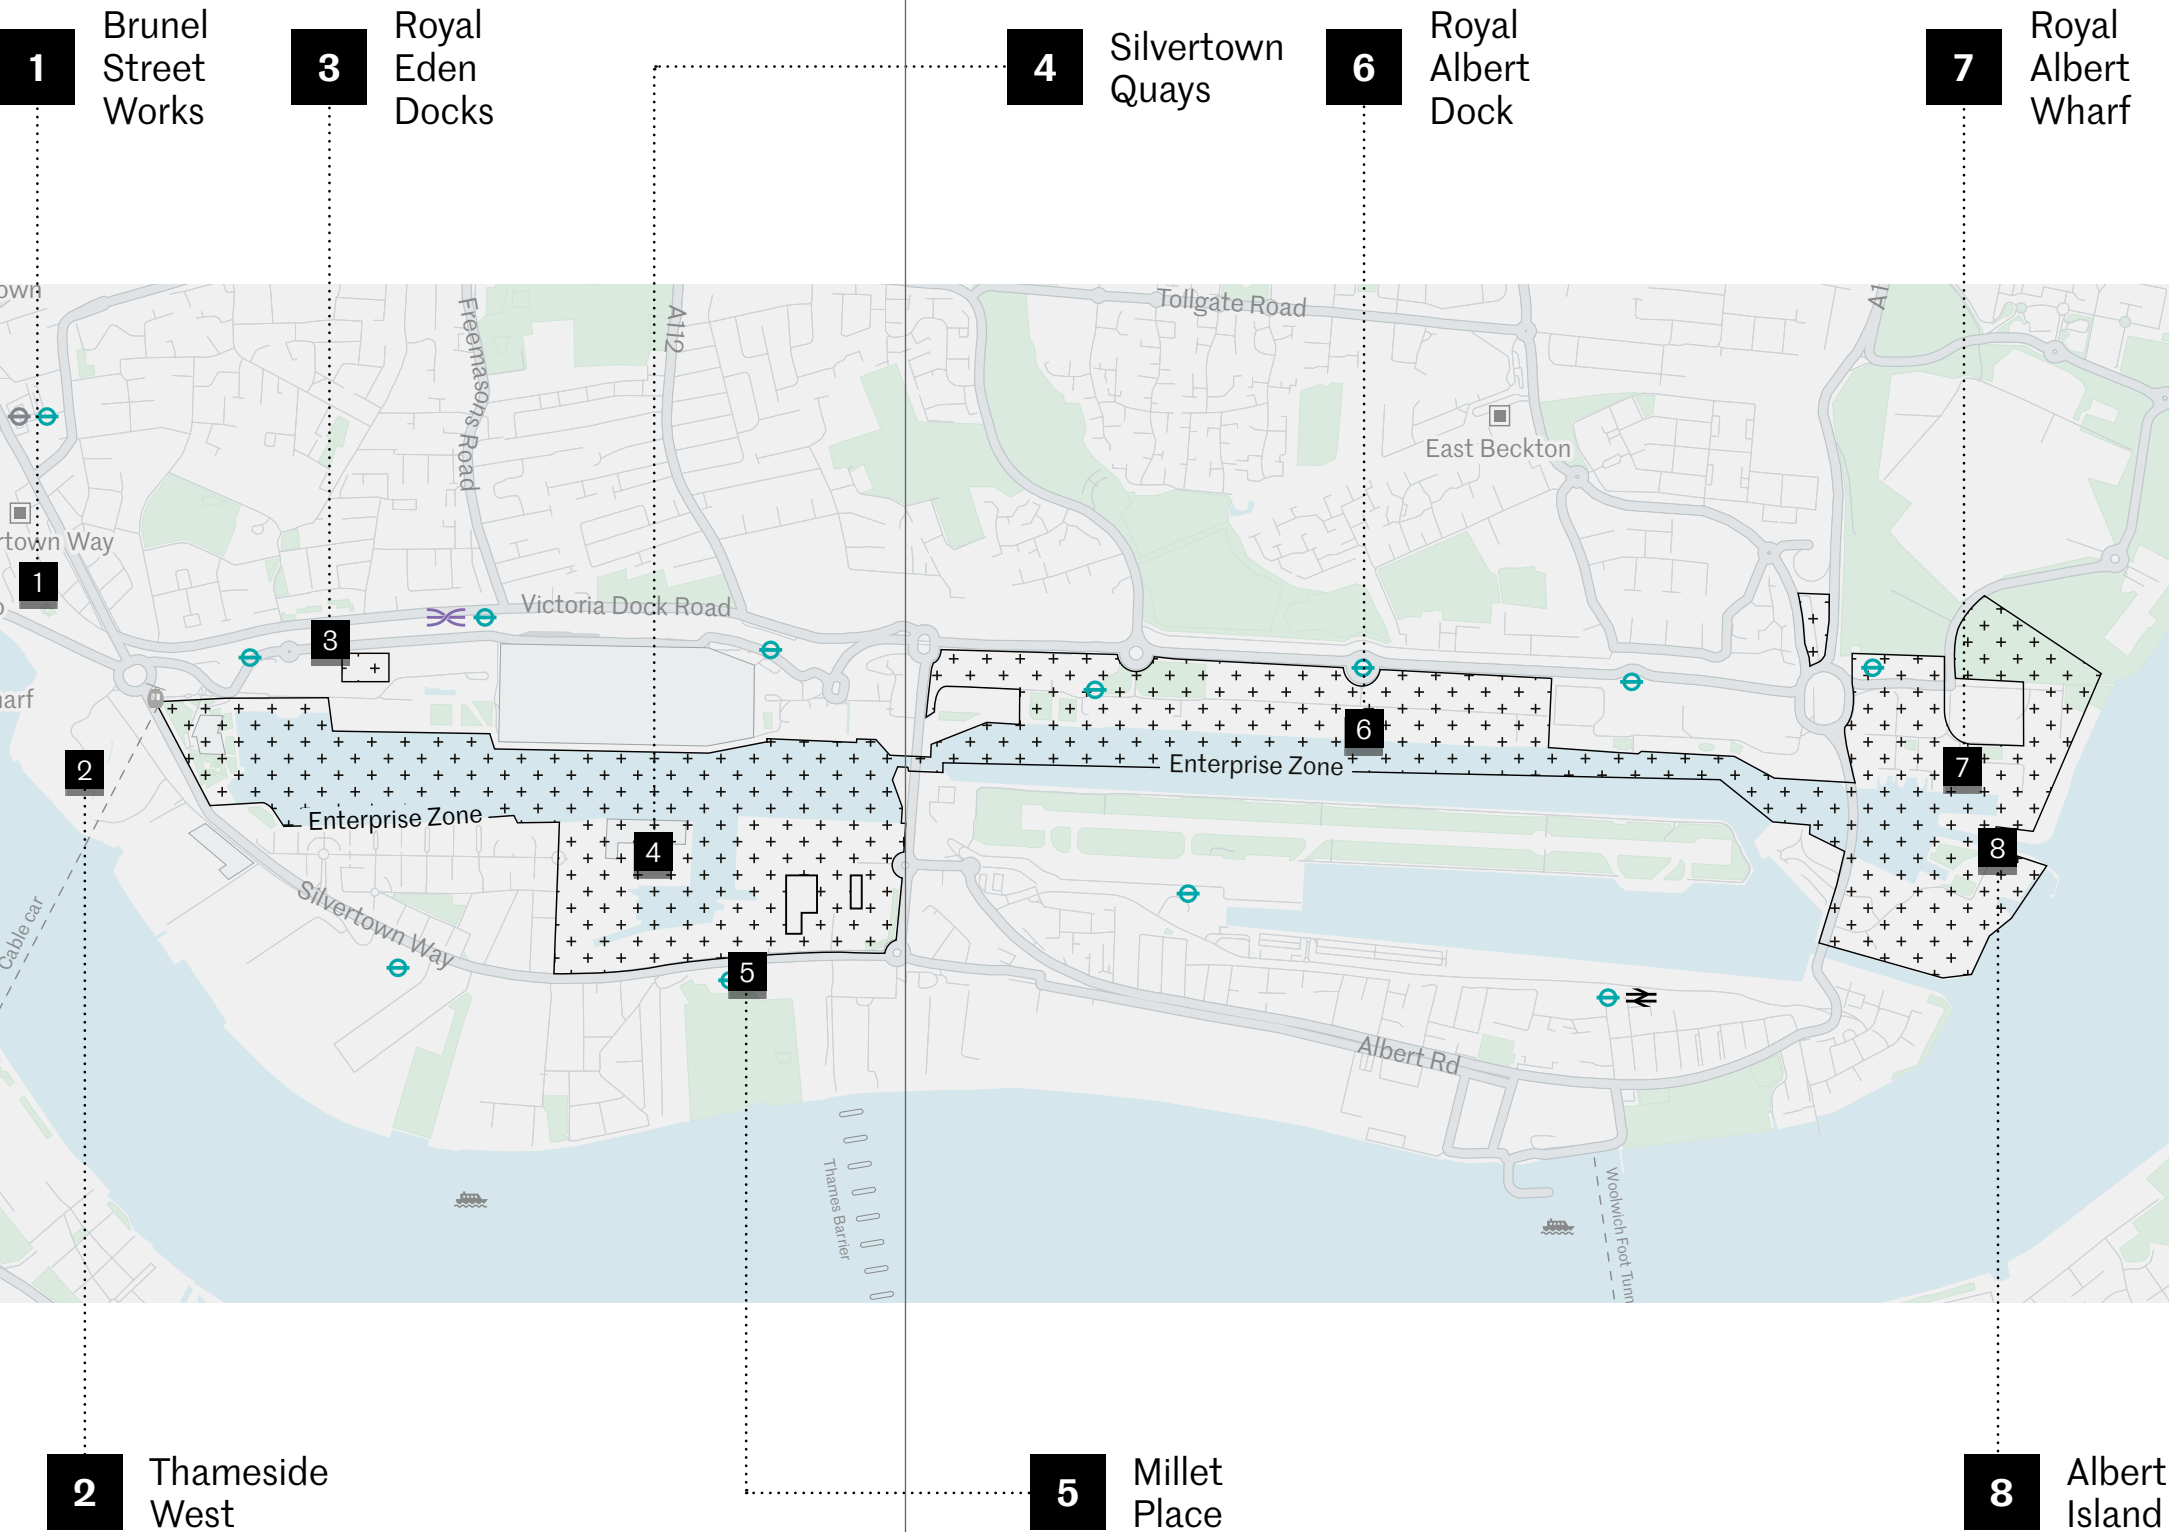 1
Brunel
Street
Works
3
Royal
Eden
Docks
4
Silvertown
Quays
6
Royal
Albert
Dock
7
Royal
Albert
Wharf
own
Freemasons Road
A112
Tollgate Road
A1
East Beckton
rtown Way
1
Victoria Dock Road
3
arf
2
6
Enterprise Zone
7
Enterprise Zone
4
8
Silvertown Way
Cable car
5
Albert Rd
Thames Barrier
Woolwich Foot Tunn
2
Thameside
West
5
Millet
Place
8
Albert
Island